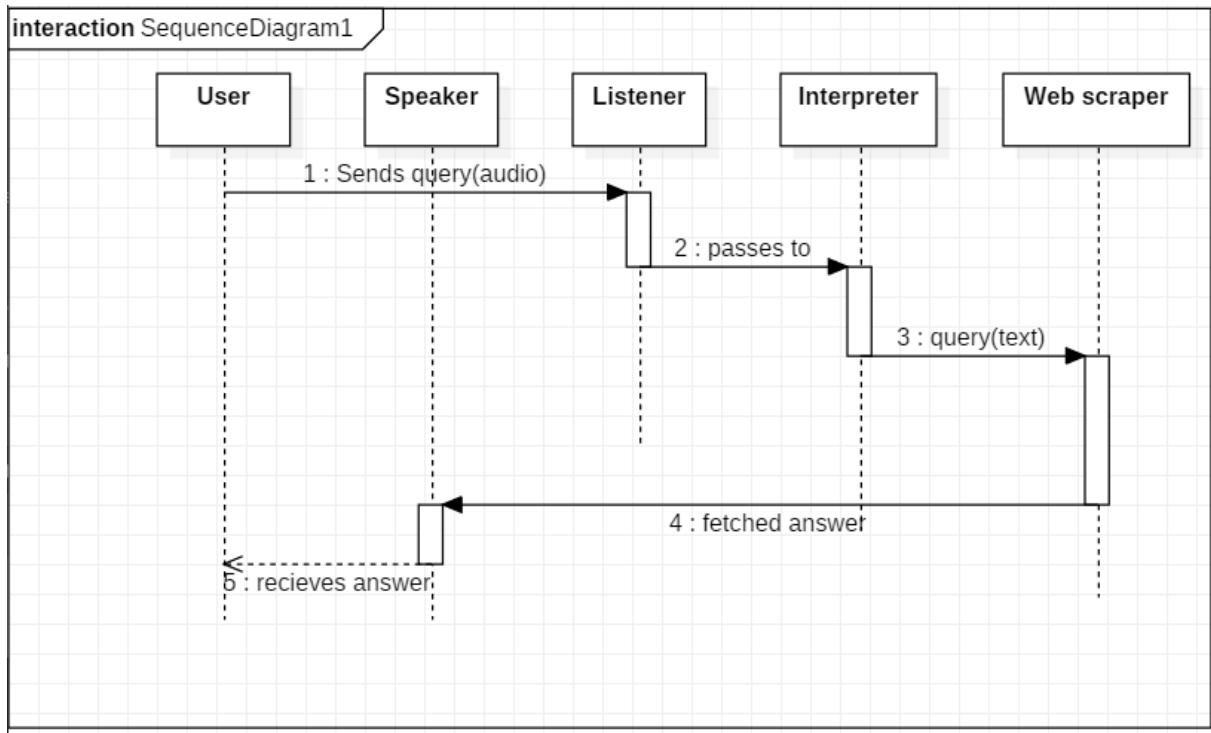 interaction SequenceDiagram1
User
Speaker
Listener
Interpreter
Web scraper
1 : Sends query(audio)
2 : passes to
3 : query(text)
4 : fetched answer
5 : recieves answer